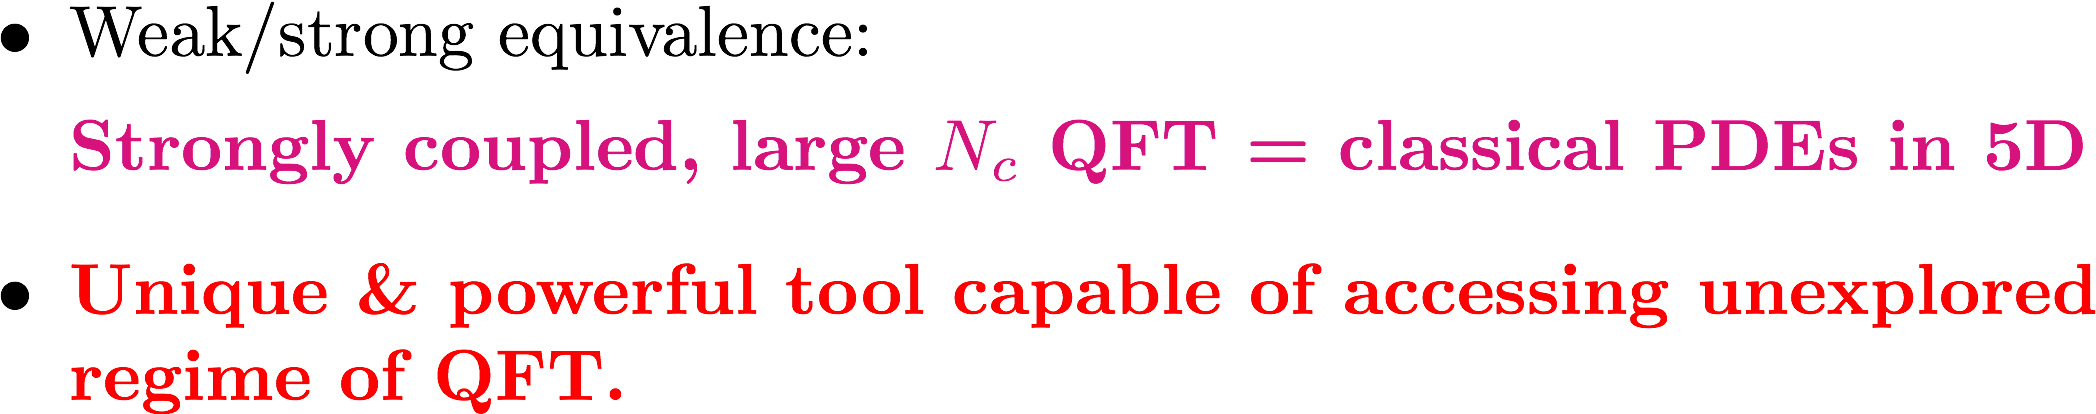 • Weak/strong equivalence:
Strongly coupled, large $N_c$ QFT = classical PDEs in 5D
• Unique & powerful tool capable of accessing unexplored
regime of QFT.